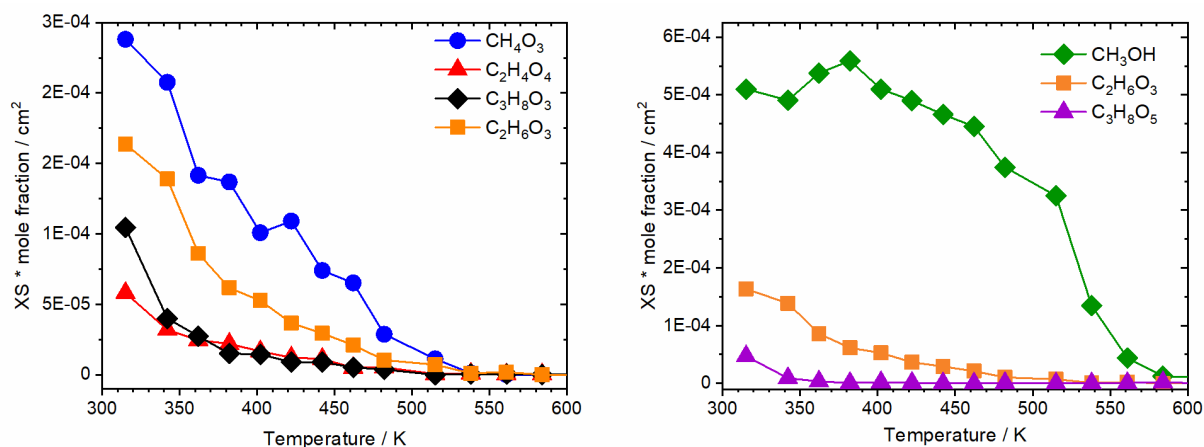 3E-04
2E-04
2E-04
1E-04
5E-05
0
XS * mole fraction / cm²
CH₄O₃
C₂H₄O₄
C₃H₈O₃
C₂H₆O₃
300 350 400 450 500 550 600
Temperature / K
6E-04
5E-04
4E-04
3E-04
2E-04
1E-04
0
XS * mole fraction / cm²
CH₃OH
C₂H₆O₃
C₃H₈O₅
300 350 400 450 500 550 600
Temperature / K